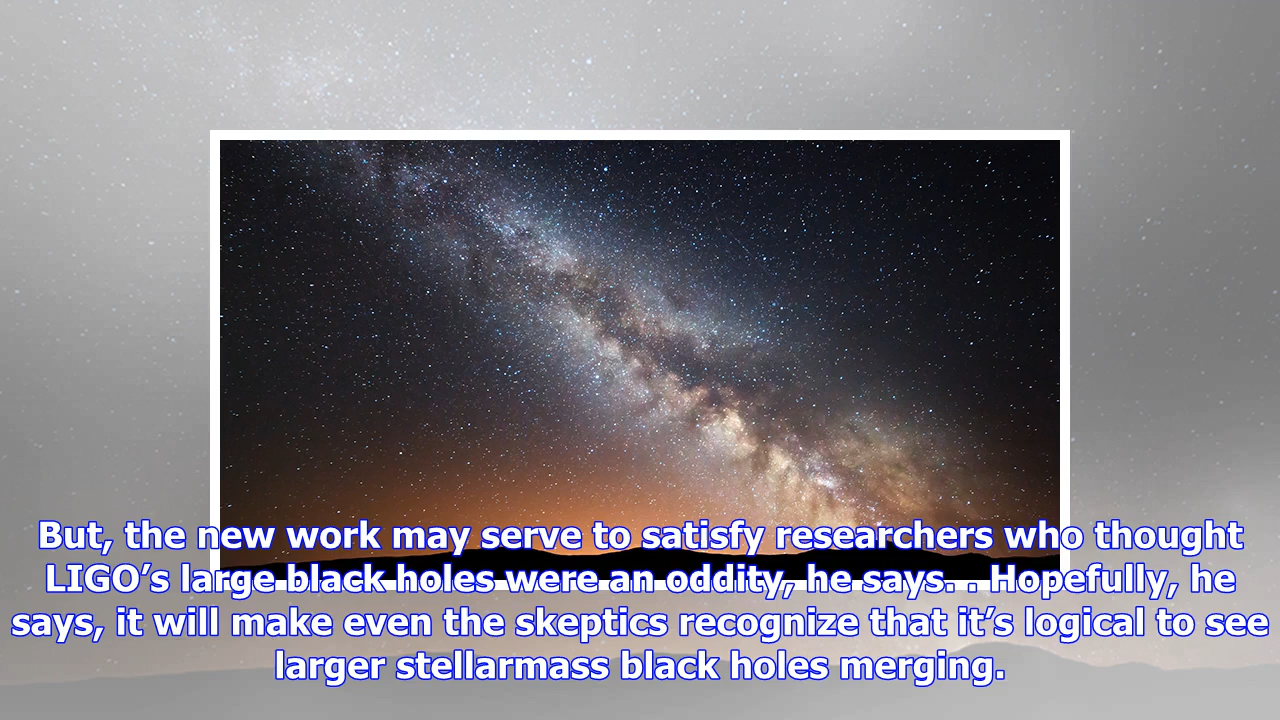 But, the new work may serve to satisfy researchers who thought
LIGO’s large black holes were an oddity, he says. . Hopefully, he
says, it will make even the skeptics recognize that it’s logical to see
larger stellarmass black holes merging.